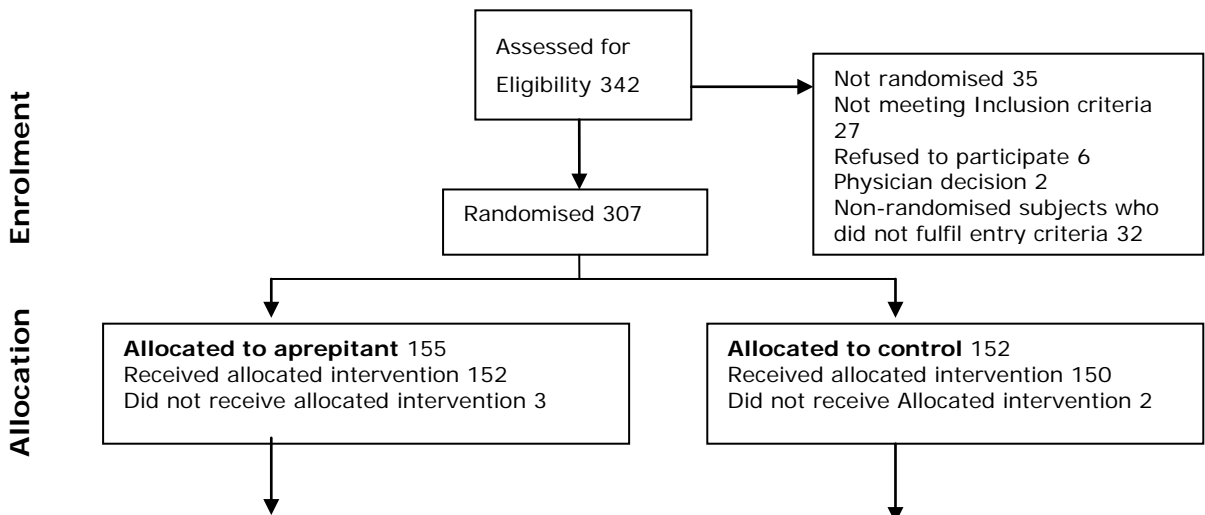 Enrolment
Assessed for
Eligibility 342
Not randomised 35
Not meeting Inclusion criteria
27
Refused to participate 6
Physician decision 2
Non-randomised subjects who
did not fulfil entry criteria 32
Randomised 307
Allocation
Allocated to aprepitant 155
Received allocated intervention 152
Did not receive allocated intervention 3
Allocated to control 152
Received allocated intervention 150
Did not receive Allocated intervention 2